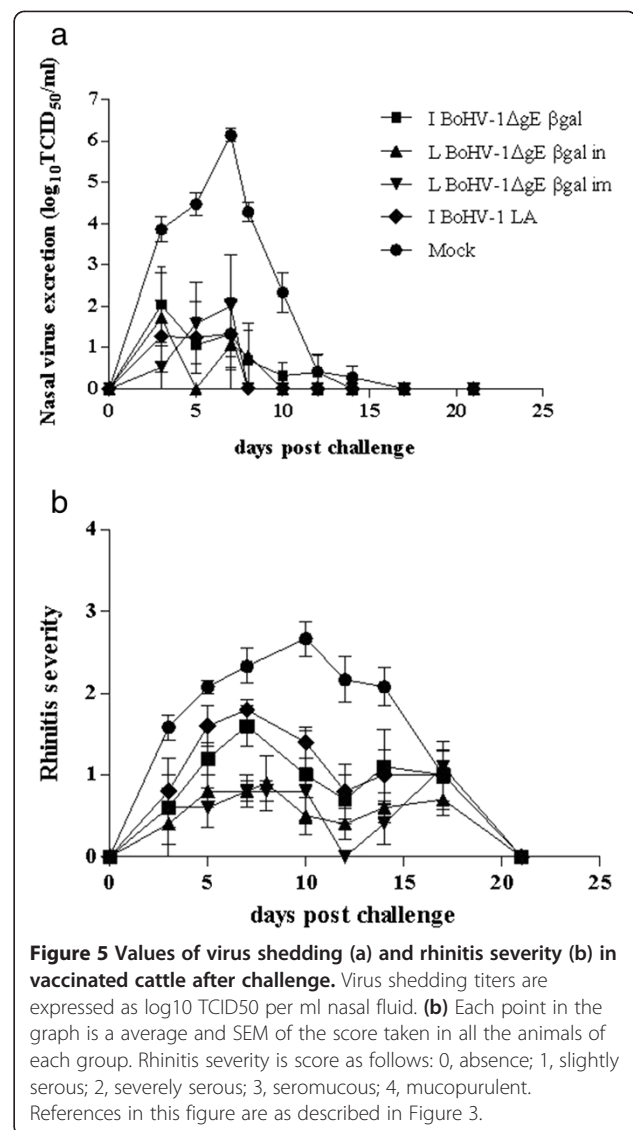 a
7
6
5
4
3
2
1
0
Nasal virus excretion (log10TCID50/ml)
I BoHV-1ΔgE βgal
L BoHV-1ΔgE βgal in
L BoHV-1ΔgE βgal im
I BoHV-1 LA
Mock
0 5 10 15 20 25
days post challenge
b
4
3
2
1
0
Rhinitis severity
0 5 10 15 20 25
days post challenge
Figure 5 Values of virus shedding (a) and rhinitis severity (b) in
vaccinated cattle after challenge. Virus shedding titers are
expressed as log10 TCID50 per ml nasal fluid. (b) Each point in the
graph is a average and SEM of the score taken in all the animals of
each group. Rhinitis severity is score as follows: 0, absence; 1, slightly
serous; 2, severely serous; 3, seromucous; 4, mucopurulent.
References in this figure are as described in Figure 3.